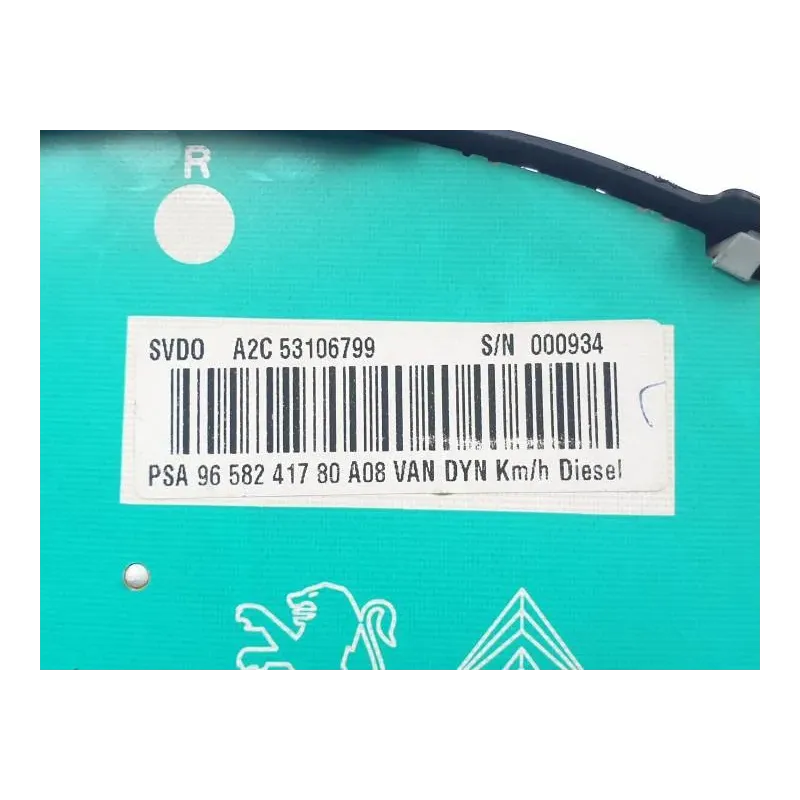 R
SVDO A2C 53106799 S/N 000934
PSA 96 582 417 80 A08 VAN DYN Km/h Diesel